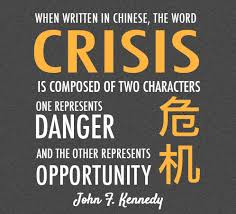 WHEN WRITTEN IN CHINESE, THE WORD
CRISIS
IS COMPOSED OF TWO CHARACTERS
ONE REPRESENTS
DANGER
危
AND THE OTHER REPRESENTS
OPPORTUNITY
机
John F. Kennedy